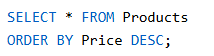 SELECT * FROM Products
ORDER BY Price DESC;